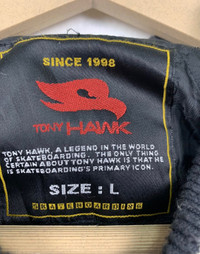 SINCE 1998
TONY HAWK
TONY HAWK, A LEGEND IN THE WORLD
OF SKATEBOARDING. THE ONLY THING
CERTAIN ABOUT TONY HAWK IS THAT HE
IS SKATEBOARDING'S PRIMARY ICON.
SIZE : L
SKATEBOARDING